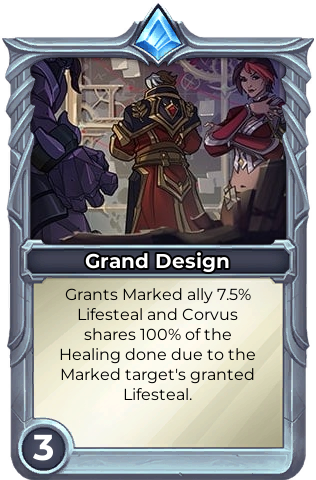 Grand Design
Grants Marked ally 7.5%
Lifesteal and Corvus
shares 100% of the
Healing done due to the
Marked target's granted
Lifesteal.
3